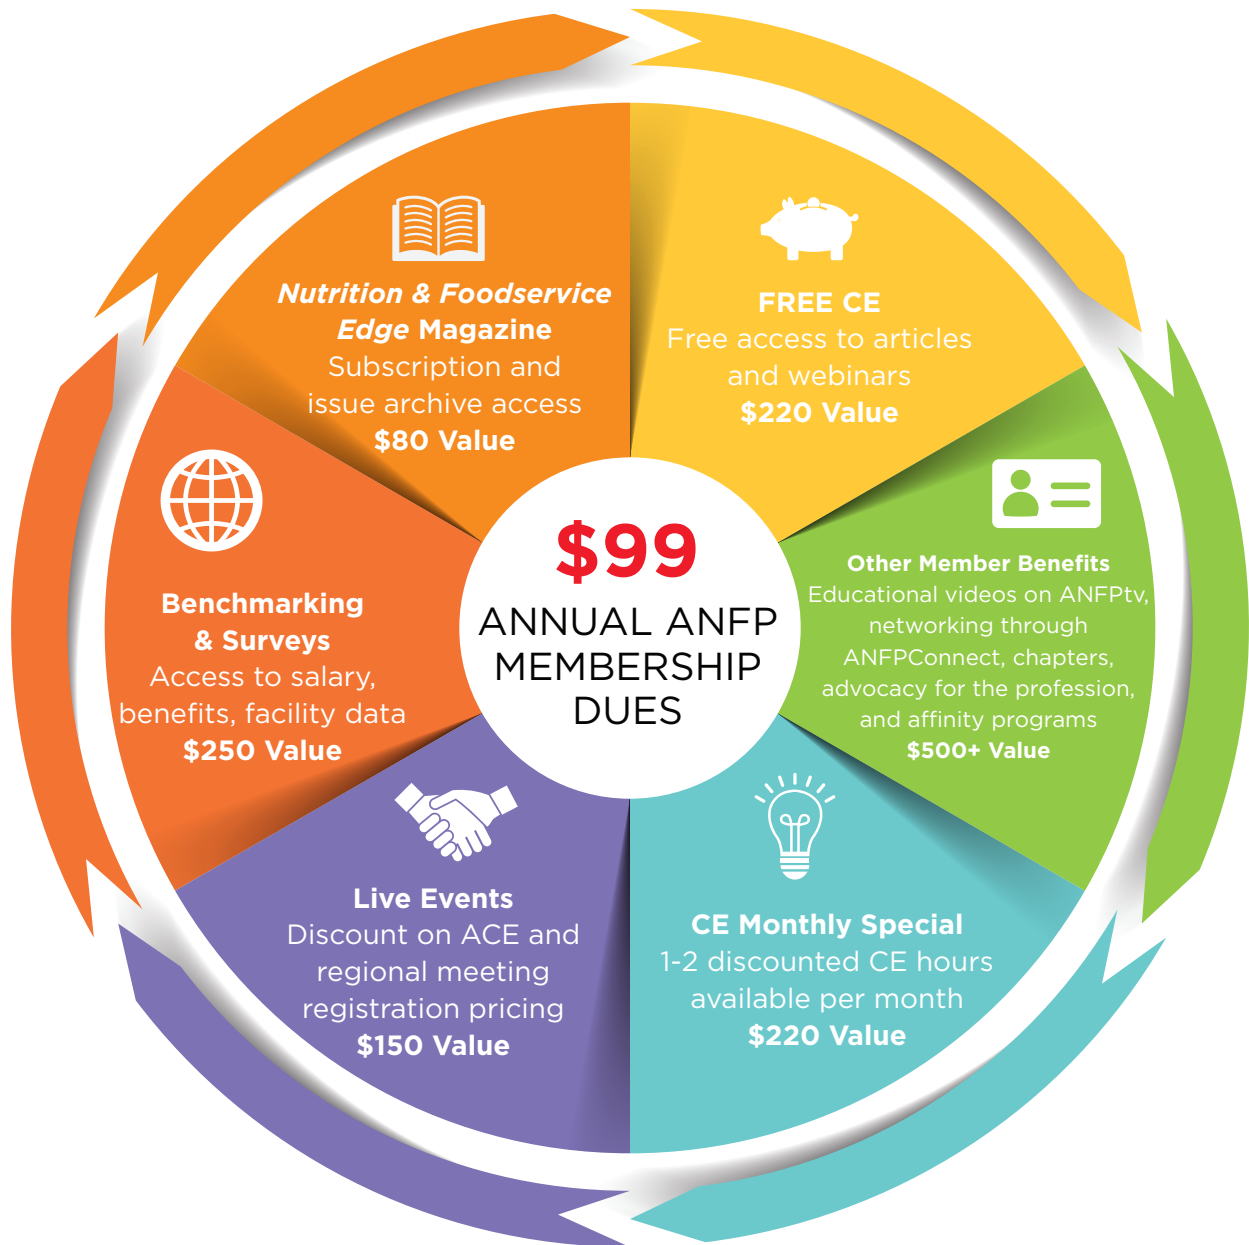 Nutrition & Foodservice
Edge Magazine
Subscription and
issue archive access
$80 Value
FREE CE
Free access to articles
and webinars
$220 Value
Other Member Benefits
Educational videos on ANFPtv,
networking through
ANFPConnect, chapters,
advocacy for the profession,
and affinity programs
$500+ Value
CE Monthly Special
1-2 discounted CE hours
available per month
$220 Value
Live Events
Discount on ACE and
regional meeting
registration pricing
$150 Value
Benchmarking
& Surveys
Access to salary,
benefits, facility data
$250 Value
$99
ANNUAL ANFP
MEMBERSHIP
DUES